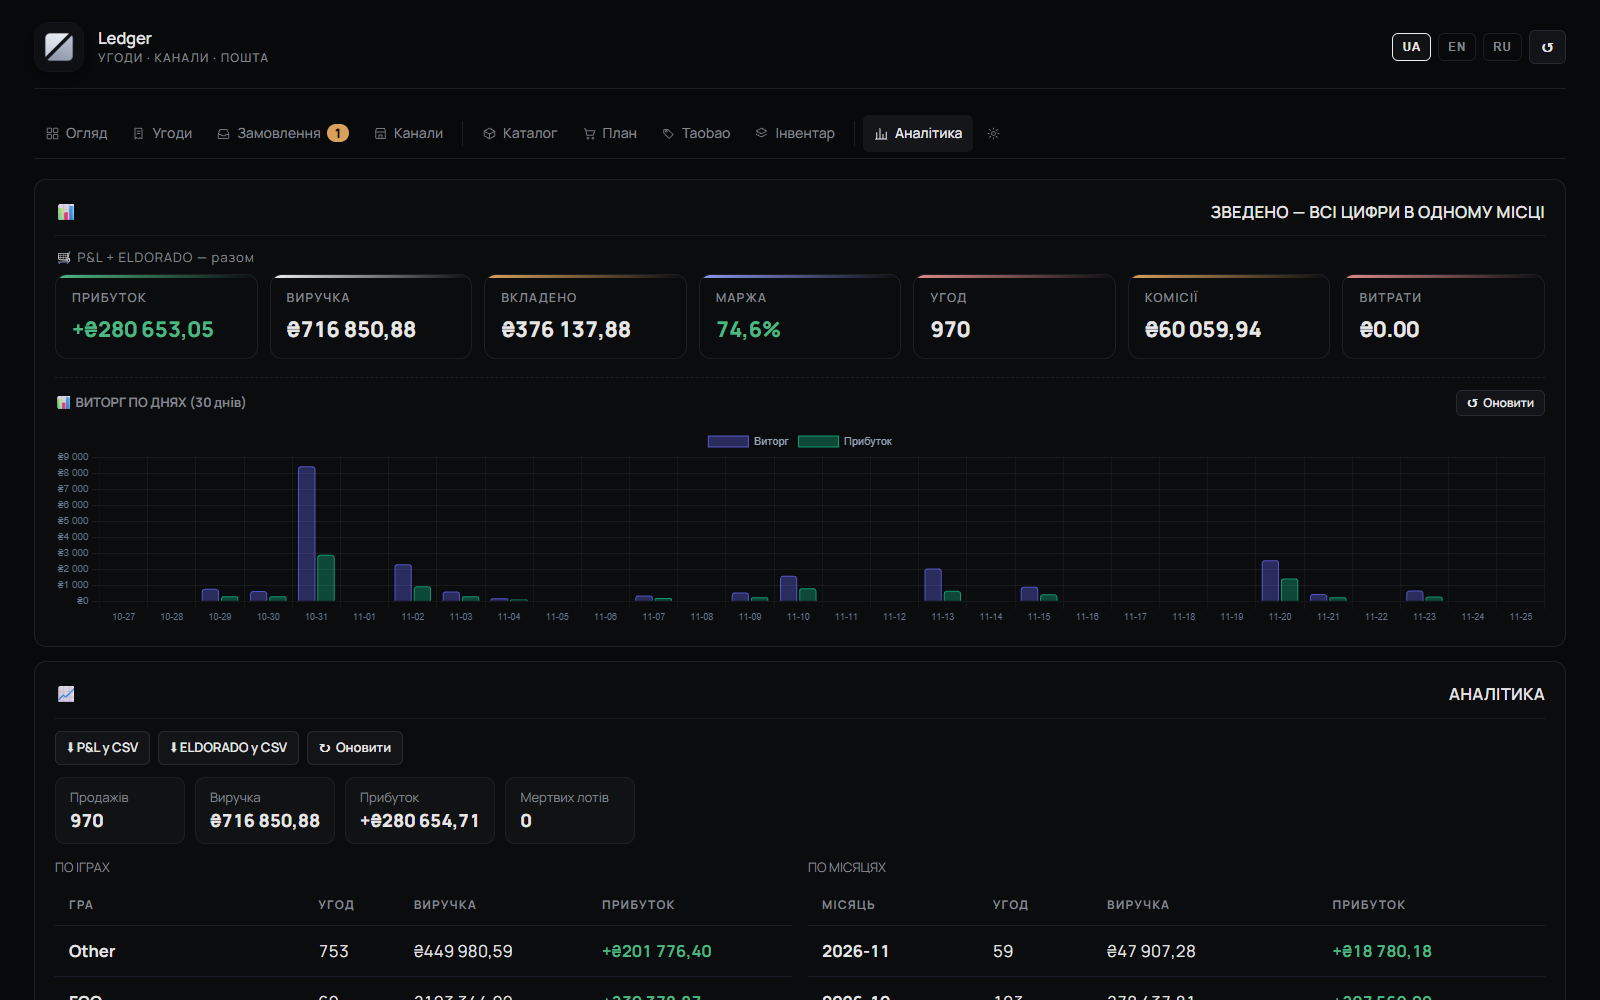 Ledger
УГОДИ · КАНАЛИ · ПОШТА
UA EN RU
Огляд Угоди Замовлення 1 Канали Каталог План Taobao Інвентар Аналітика
ЗВЕДЕНО — ВСІ ЦИФРИ В ОДНОМУ МІСЦІ
P&L + ELDORADO — разом
ПРИБУТОК ВИРУЧКА ВКЛАДЕНО МАРЖА УГОД КОМІСІЇ ВИТРАТИ
+₴280 653,05 ₴716 850,88 ₴376 137,88 74,6% 970 ₴60 059,94 ₴0.00
ВИТОРГ ПО ДНЯХ (30 днів) Оновити
Виторг Прибуток
₴9 000
₴8 000
₴7 000
₴6 000
₴5 000
₴4 000
₴3 000
₴2 000
₴1 000
₴0
10-27 10-28 10-29 10-30 10-31 11-01 11-02 11-03 11-04 11-05 11-06 11-07 11-08 11-09 11-10 11-11 11-12 11-13 11-14 11-15 11-16 11-17 11-18 11-19 11-20 11-21 11-22 11-23 11-24 11-25
АНАЛІТИКА
⬇ P&L у CSV ⬇ ELDORADO у CSV ↻ Оновити
Продажів Виручка Прибуток Мертвих лотів
970 ₴716 850,88 +₴280 654,71 0
ПО ІГРАХ ПО МІСЯЦЯХ
ГРА УГОД ВИРУЧКА ПРИБУТОК МІСЯЦЬ УГОД ВИРУЧКА ПРИБУТОК
Other 753 ₴449 980,59 +₴201 776,40 2026-11 59 ₴47 907,28 +₴18 780,18